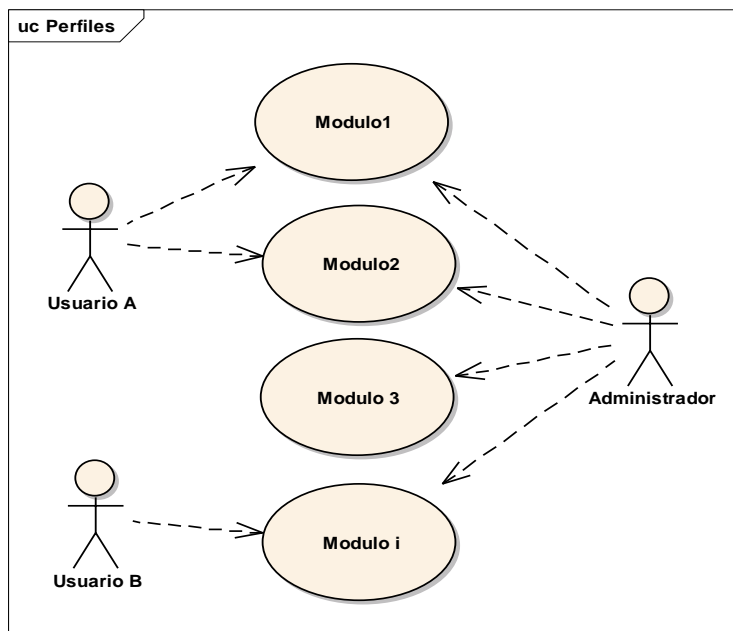 uc Perfiles
Modulo1
Modulo2
Usuario A
Modulo 3
Administrador
Modulo i
Usuario B